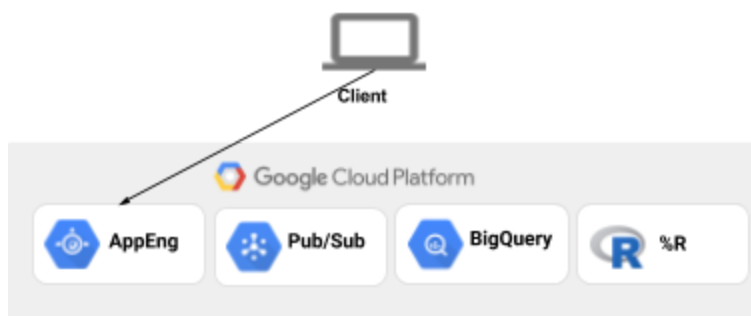 Client
Google Cloud Platform
AppEng
Pub/Sub
BigQuery
R %R